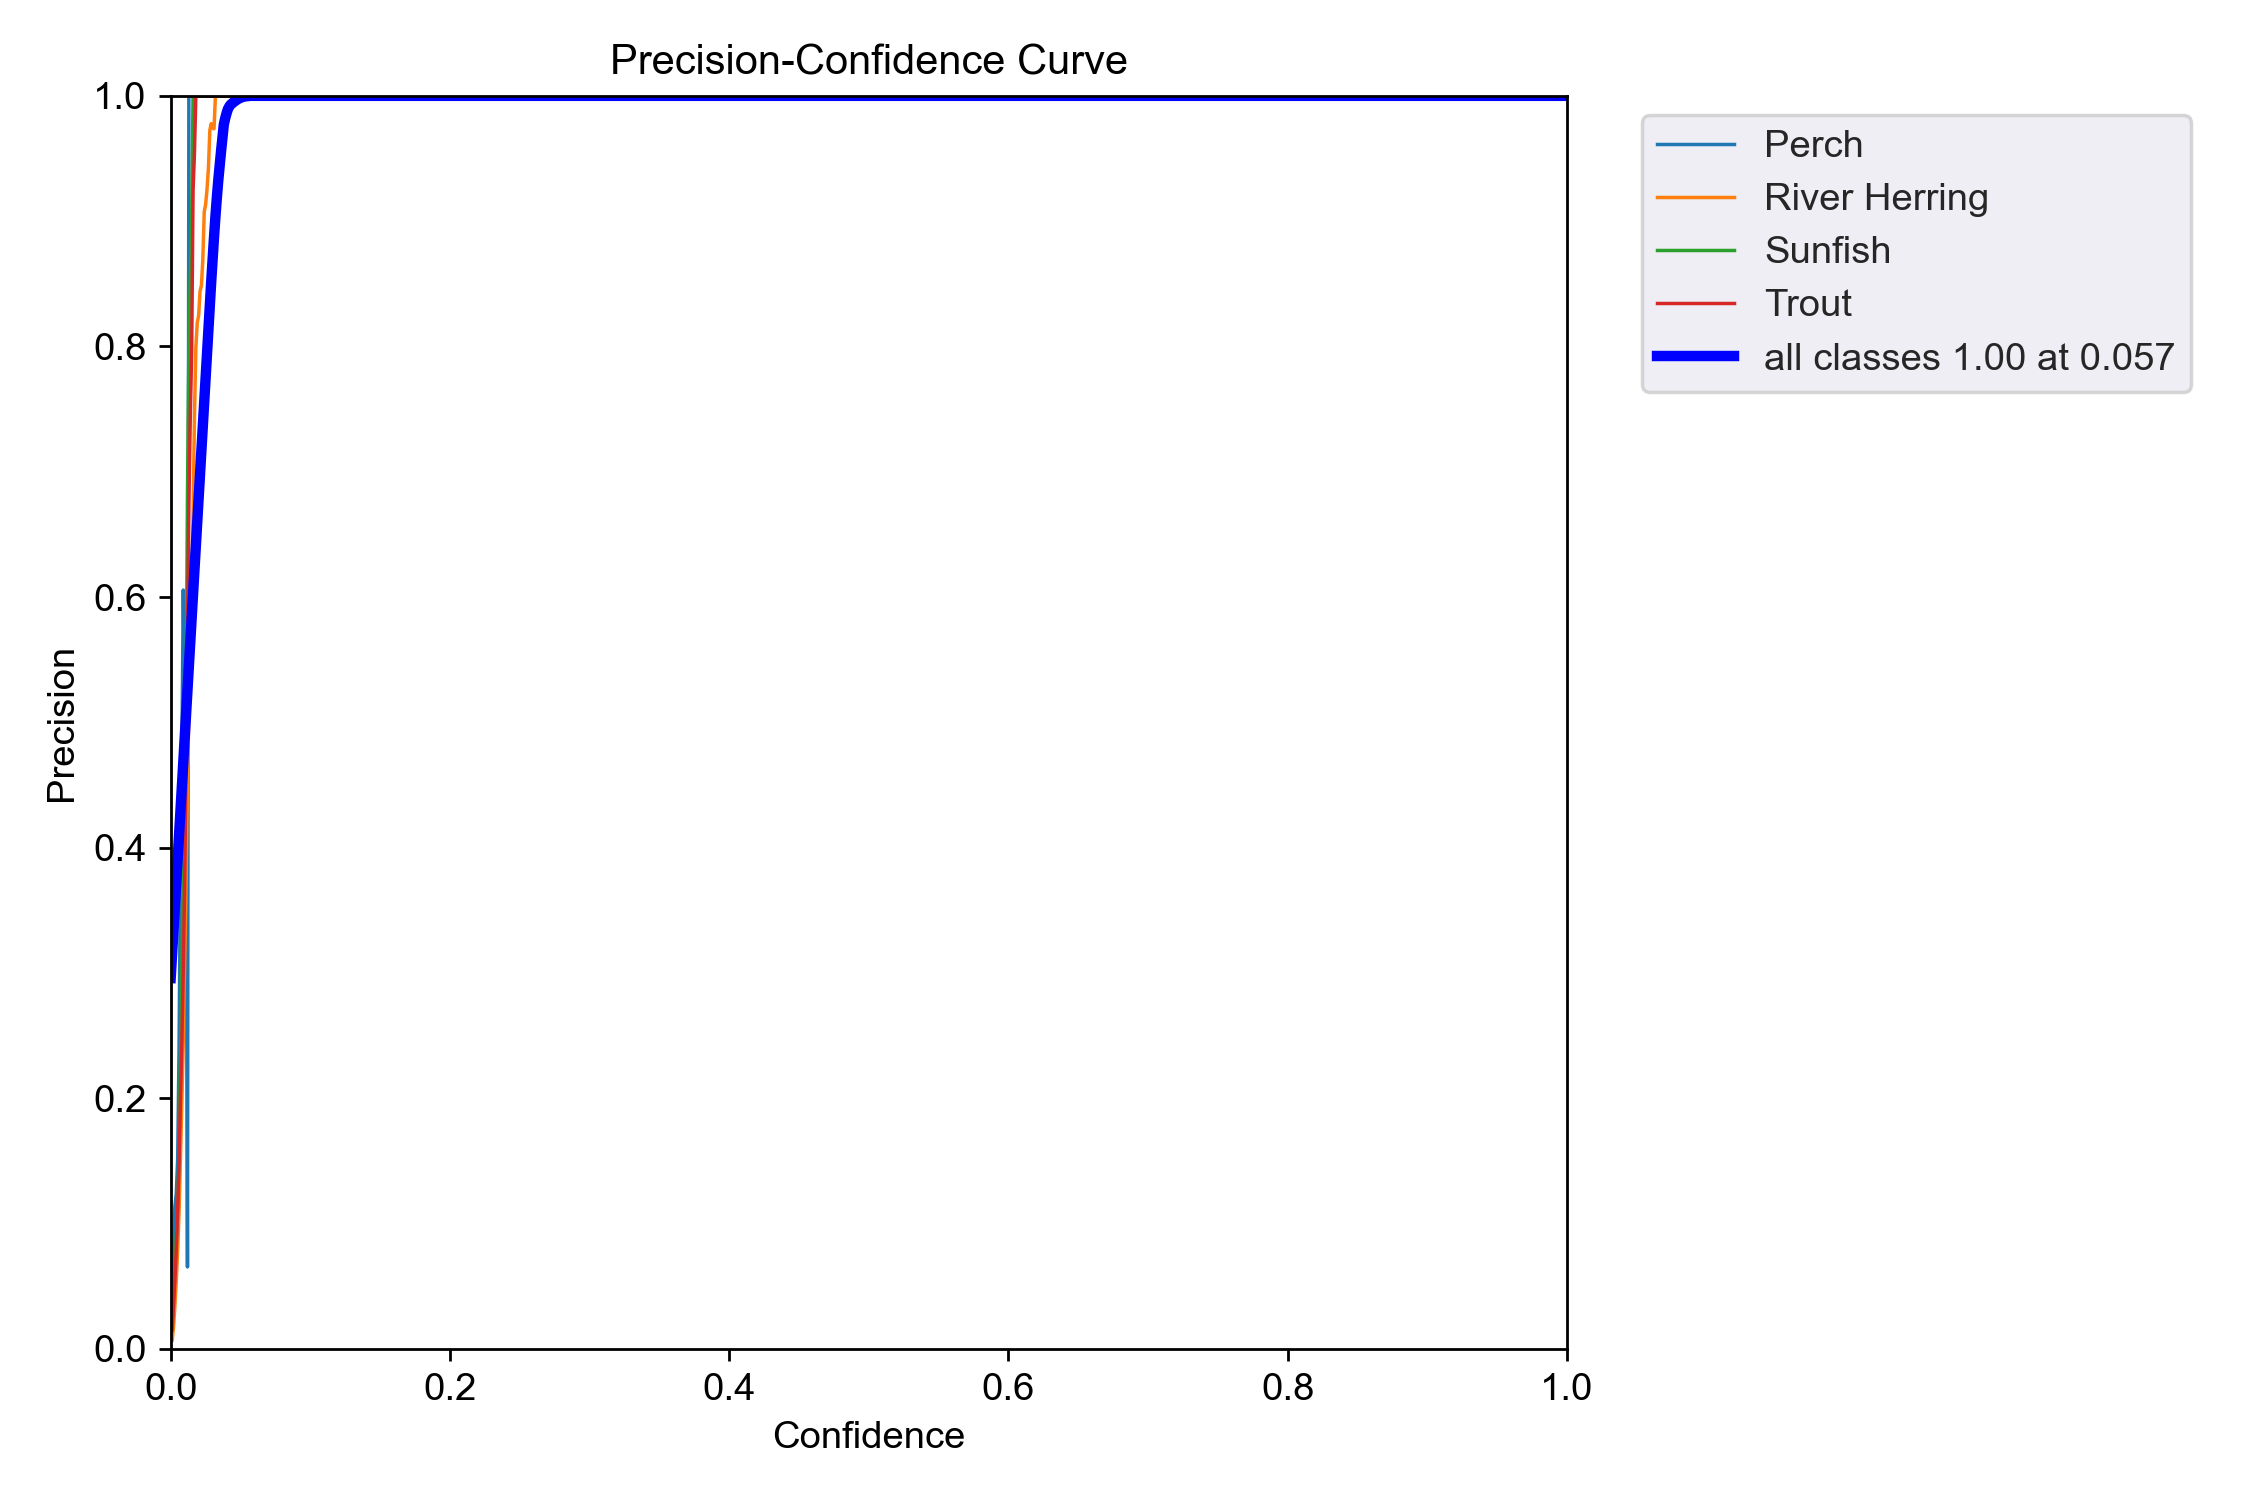 Precision-Confidence Curve
1.0
0.8
0.6
0.4
0.2
0.0
Precision
0.0 0.2 0.4 0.6 0.8 1.0
Confidence
Perch
River Herring
Sunfish
Trout
all classes 1.00 at 0.057